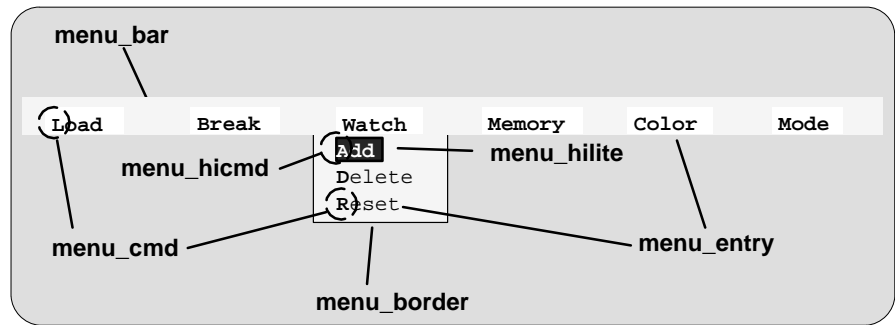 menu_bar
Load Break Watch Memory Color Mode
Add
menu_hilite
menu_hicmd
Delete
Reset
menu_cmd
menu_entry
menu_border